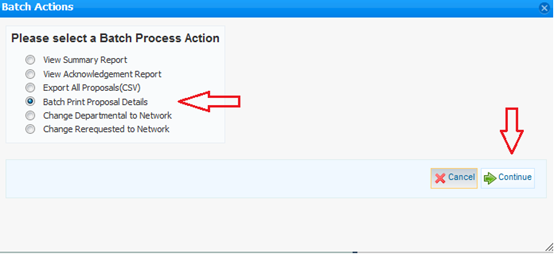 Batch Actions
Please select a Batch Process Action
View Summary Report
View Acknowledgement Report
Export All Proposals(CSV)
Batch Print Proposal Details
Change Departmental to Network
Change Rerequested to Network
Cancel
Continue